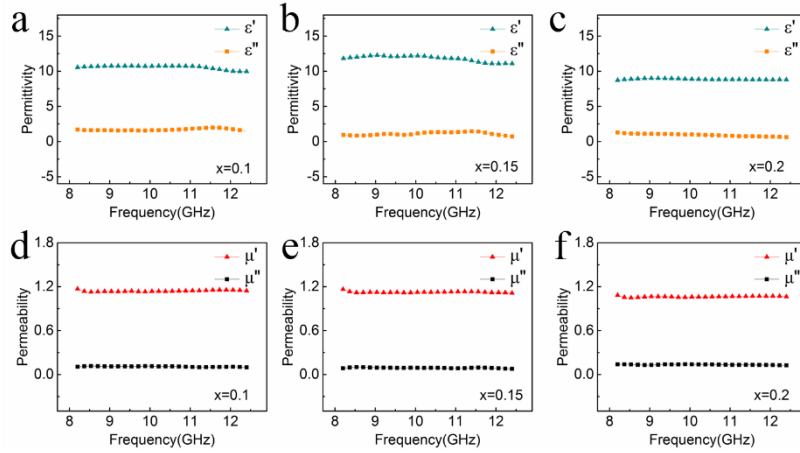 a
ε'
ε''
15
10
5
0
-5
Permittivity
x=0.1
8 9 10 11 12
Frequency(GHz)
b
ε'
ε''
15
10
5
0
-5
Permittivity
x=0.15
8 9 10 11 12
Frequency(GHz)
c
ε'
ε''
15
10
5
0
-5
Permittivity
x=0.2
8 9 10 11 12
Frequency(GHz)
d
μ'
μ''
1.8
1.2
0.6
0.0
Permeability
x=0.1
8 9 10 11 12
Frequency(GHz)
e
μ'
μ''
1.8
1.2
0.6
0.0
Permeability
x=0.15
8 9 10 11 12
Frequency(GHz)
f
μ'
μ''
1.8
1.2
0.6
0.0
Permeability
x=0.2
8 9 10 11 12
Frequency(GHz)